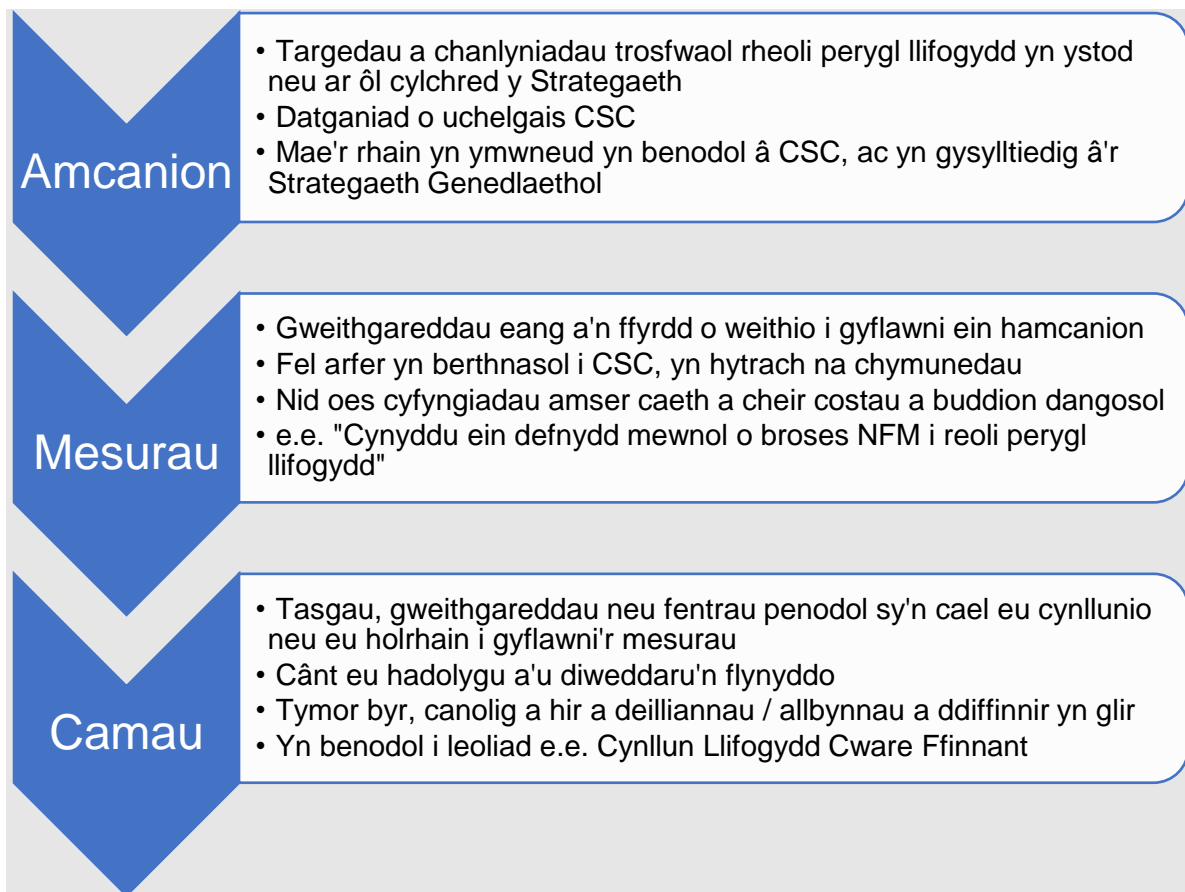 Amcanion
• Targedau a chanlyniadau trosfwaol rheoli perygl llifogydd yn ystod
neu ar ôl cylchred y Strategaeth
• Datganiad o uchelgais CSC
• Mae'r rhain yn ymwneud yn benodol â CSC, ac yn gysylltiedig â'r
Strategaeth Genedlaethol
Mesurau
• Gweithgareddau eang a'n ffyrdd o weithio i gyflawni ein hamcanion
• Fel arfer yn berthnasol i CSC, yn hytrach na chymunedau
• Nid oes cyfyngiadau amser caeth a cheir costau a buddion dangosol
• e.e. "Cynyddu ein defnydd mewnol o broses NFM i reoli perygl
llifogydd"
Camau
• Tasgau, gweithgareddau neu fentrau penodol sy'n cael eu cynllunio
neu eu holrhain i gyflawni'r mesurau
• Cânt eu hadolygu a'u diweddaru'n flynyddo
• Tymor byr, canolig a hir a deilliannau / allbynnau a ddiffinnir yn glir
• Yn benodol i leoliad e.e. Cynllun Llifogydd Cware Ffinnant